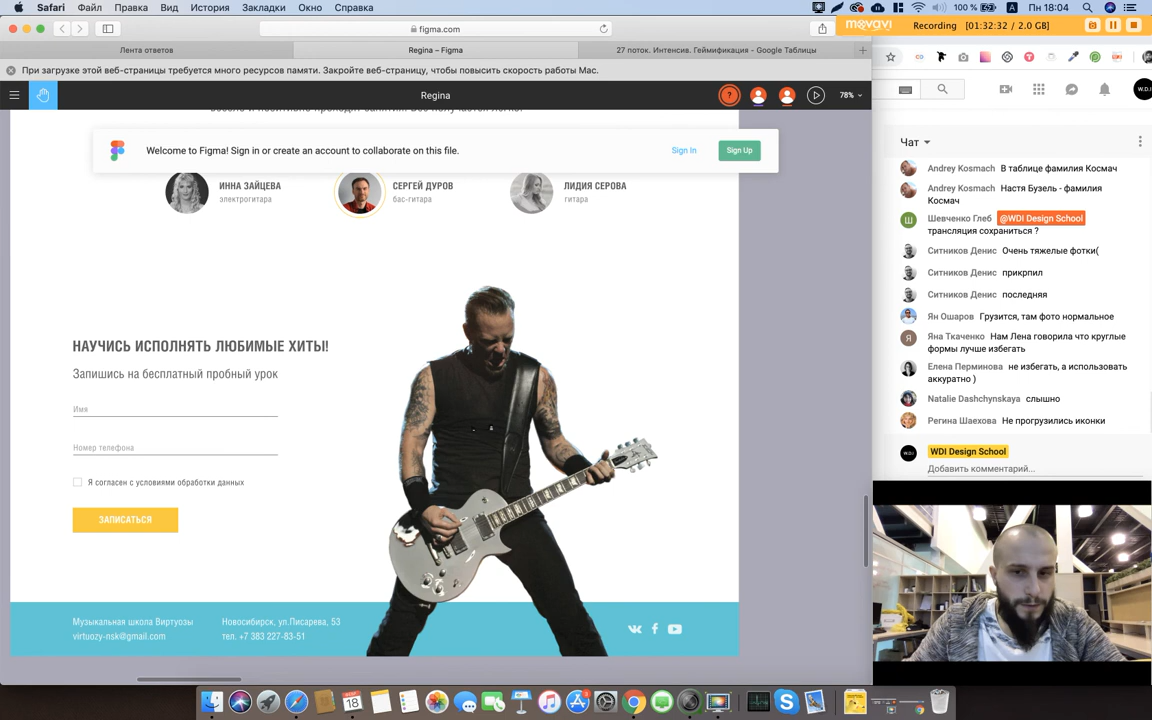 Safari Файл Правка Вид История Закладки Окно Справка
100 % Пн 18:04
movavi Recording [01:32:32 / 2.0 GB]
figma.com
Лента ответов
Regina – Figma
27 поток. Интенсив. Геймификация - Google Таблицы
При загрузке этой веб-страницы требуется много ресурсов памяти. Закройте веб-страницу, чтобы повысить скорость работы Mac.
Regina
78%
Welcome to Figma! Sign in or create an account to collaborate on this file.
Sign In
Sign Up
ИННА ЗАЙЦЕВА
электрогитара
СЕРГЕЙ ДУРОВ
бас-гитара
ЛИДИЯ СЕРОВА
гитара
НАУЧИСЬ ИСПОЛНЯТЬ ЛЮБИМЫЕ ХИТЫ!
Запишись на бесплатный пробный урок
Имя
Номер телефона
Я согласен с условиями обработки данных
ЗАПИСАТЬСЯ
Музыкальная школа Виртуозы
virtuozy-nsk@gmail.com
Новосибирск, ул.Писарева, 53
тел. +7 383 227-83-51
Чат
Andrey Kosmach В таблице фамилия Космач
Andrey Kosmach Настя Бузель - фамилия
Космач
Шевченко Глеб @WDI Design School
трансляция сохраниться ?
Ситников Денис Очень тяжелые фотки(
Ситников Денис прикрпил
Ситников Денис последняя
Ян Ошаров Грузится, там фото нормальное
Яна Ткаченко Нам Лена говорила что круглые
формы лучше избегать
Елена Перминова не избегать, а использовать
аккуратно )
Natalie Dashchynskaya слышно
Регина Шаехова Не прогрузились иконки
WDI Design School
Добавить комментарий...